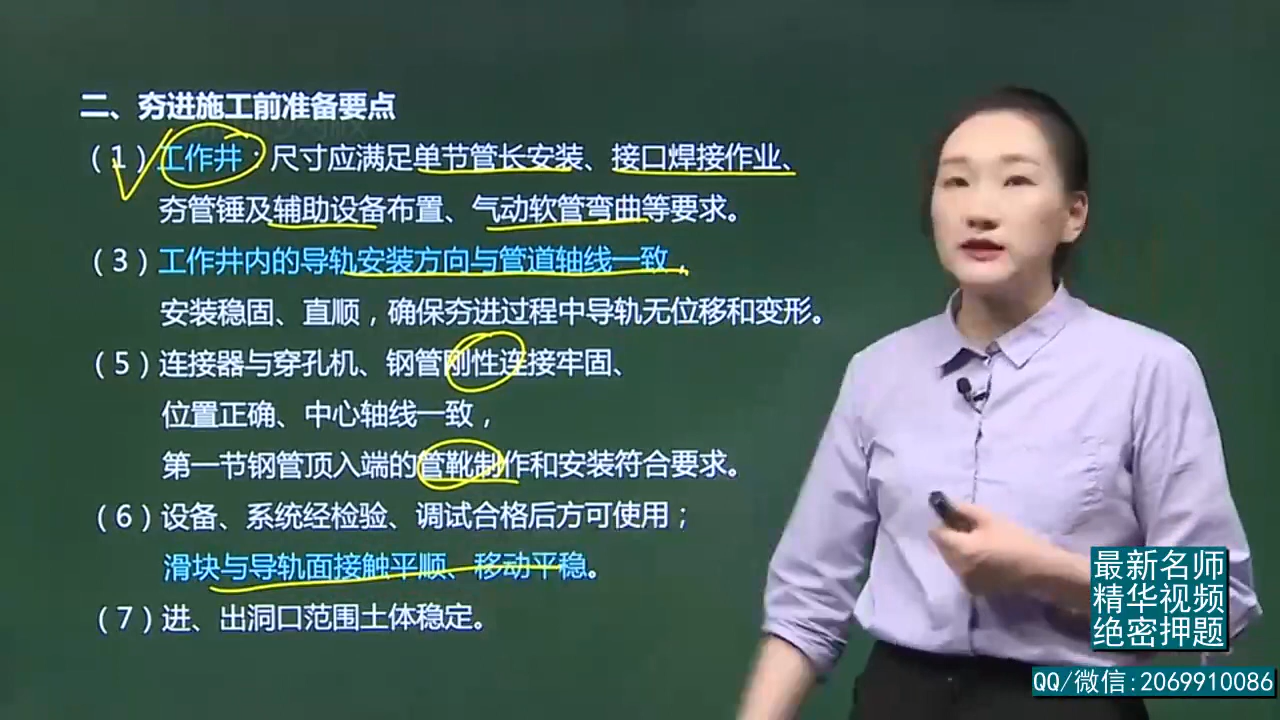 二、夯进施工前准备要点
（1）工作井：尺寸应满足单节管长安装、接口焊接作业、
夯管锤及辅助设备布置、气动软管弯曲等要求。
（3）工作井内的导轨安装方向与管道轴线一致，
安装稳固、直顺，确保夯进过程中导轨无位移和变形。
（5）连接器与穿孔机、钢管刚性连接牢固、
位置正确、中心轴线一致，
第一节钢管顶入端的管靴制作和安装符合要求。
（6）设备、系统经检验、调试合格后方可使用；
滑块与导轨面接触平顺、移动平稳。
（7）进、出洞口范围土体稳定。
最新名师
精华视频
绝密押题
QQ/微信:2069910086